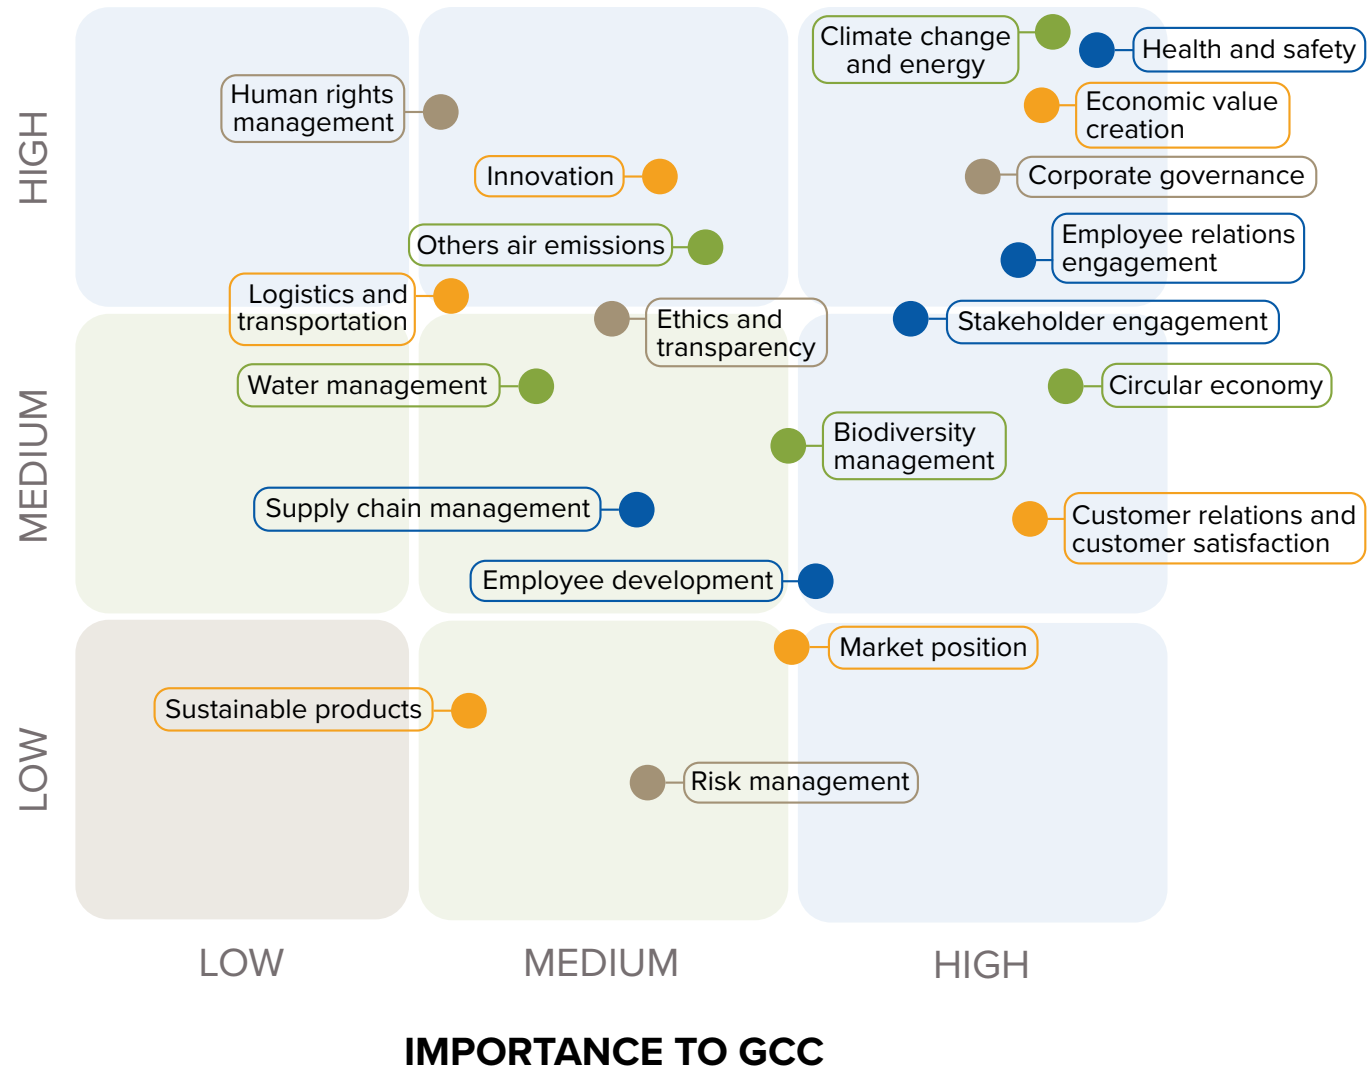 Climate change
and energy
Health and safety
Human rights
management
Economic value
creation
Innovation
Corporate governance
Others air emissions
Employee relations
engagement
HIGH
Logistics and
transportation
Ethics and
transparency
Stakeholder engagement
Water management
Circular economy
Biodiversity
management
MEDIUM
Supply chain management
Customer relations and
customer satisfaction
Employee development
Market position
Sustainable products
LOW
Risk management
LOW
MEDIUM
HIGH
IMPORTANCE TO GCC